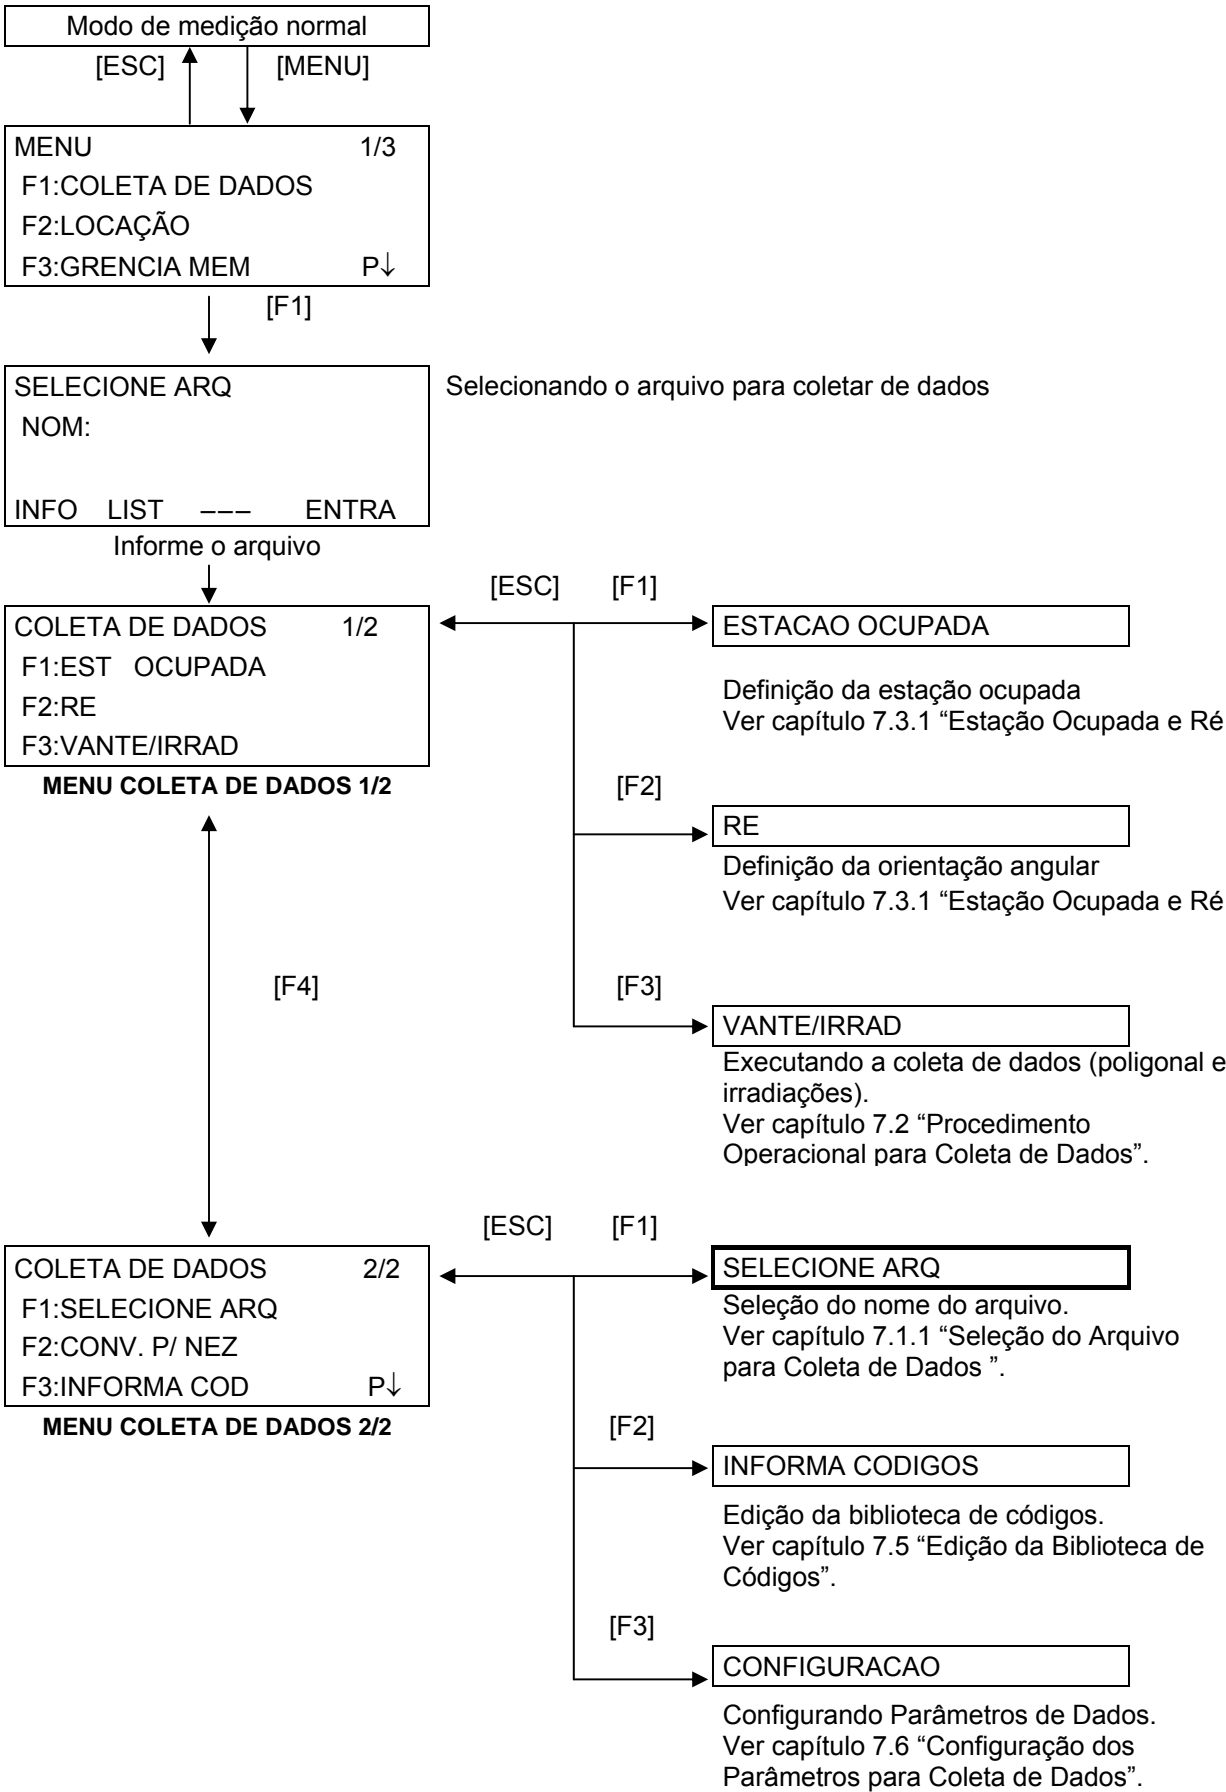 Modo de medição normal
[ESC] [MENU]
MENU 1/3
F1:COLETA DE DADOS
F2:LOCAÇÃO
F3:GRENCIA MEM P↓
[F1]
SELECIONE ARQ
NOM:
INFO LIST ––– ENTRA
Selecionando o arquivo para coletar de dados
Informe o arquivo
COLETA DE DADOS 1/2
F1:EST OCUPADA
F2:RE
F3:VANTE/IRRAD
MENU COLETA DE DADOS 1/2
[ESC] [F1]
ESTACAO OCUPADA
Definição da estação ocupada
Ver capítulo 7.3.1 “Estação Ocupada e Ré
[F2]
RE
Definição da orientação angular
Ver capítulo 7.3.1 “Estação Ocupada e Ré
[F4]
[F3]
VANTE/IRRAD
Executando a coleta de dados (poligonal e
irradiações).
Ver capítulo 7.2 “Procedimento
Operacional para Coleta de Dados”.
COLETA DE DADOS 2/2
F1:SELECIONE ARQ
F2:CONV. P/ NEZ
F3:INFORMA COD P↓
MENU COLETA DE DADOS 2/2
[ESC] [F1]
SELECIONE ARQ
Seleção do nome do arquivo.
Ver capítulo 7.1.1 “Seleção do Arquivo
para Coleta de Dados ”.
[F2]
INFORMA CODIGOS
Edição da biblioteca de códigos.
Ver capítulo 7.5 “Edição da Biblioteca de
Códigos”.
[F3]
CONFIGURACAO
Configurando Parâmetros de Dados.
Ver capítulo 7.6 “Configuração dos
Parâmetros para Coleta de Dados”.